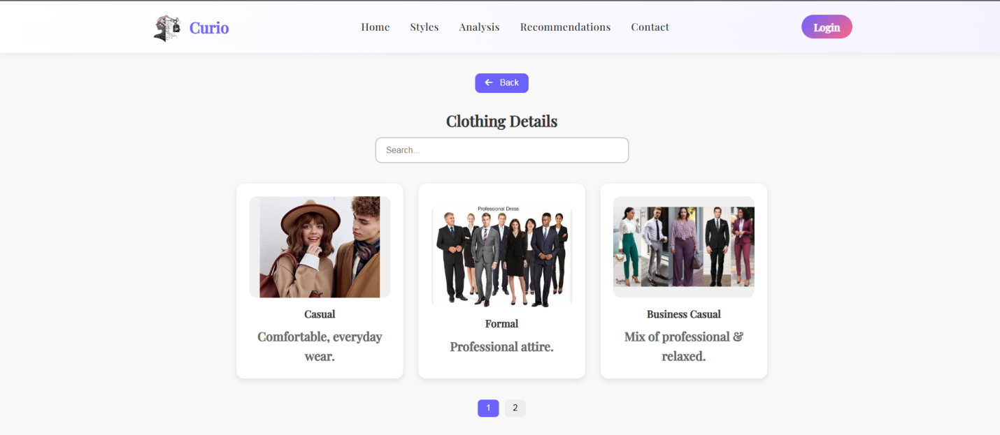 Curio
Home Styles Analysis Recommendations Contact
Login
Back
Clothing Details
Search...
Professional Dress
Casual
Comfortable, everyday
wear.
Formal
Professional attire.
Business Casual
Mix of professional &
relaxed.
1 2